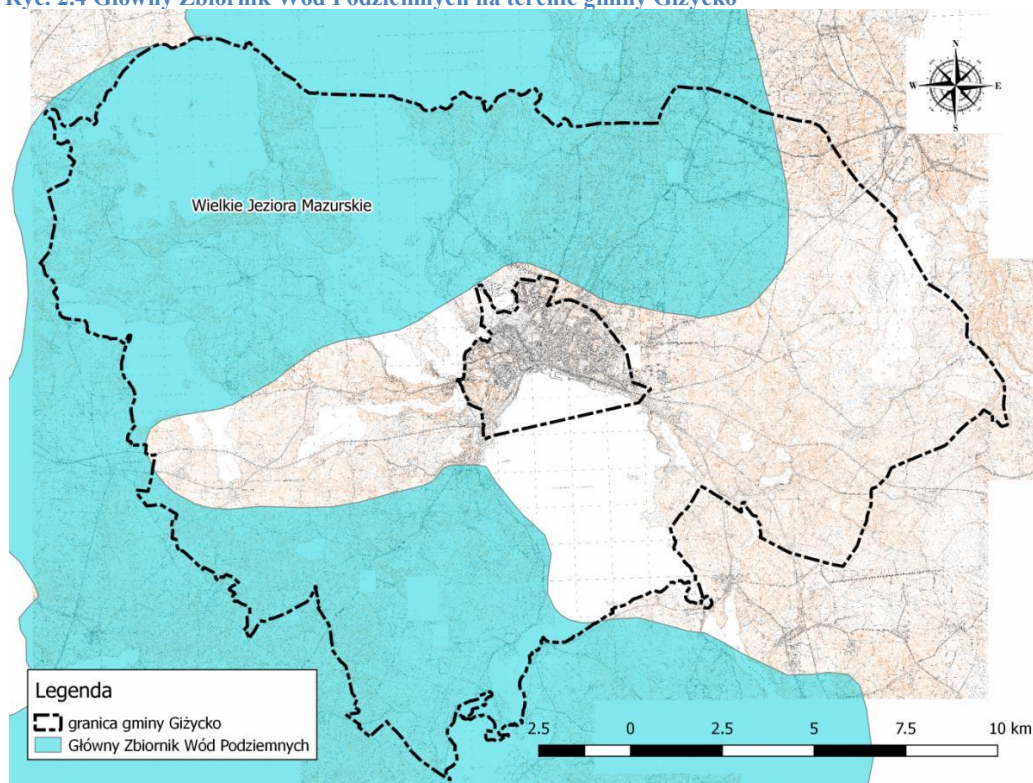 Ryc. 2.4 Główny Zbiornik Wód Podziemnych na terenie gminy Giżycko
N
W
E
S
Wielkie Jeziora Mazurskie
Legenda
granica gminy Giżycko
Główny Zbiornik Wód Podziemnych
2.5 0 2.5 5 7.5 10 km